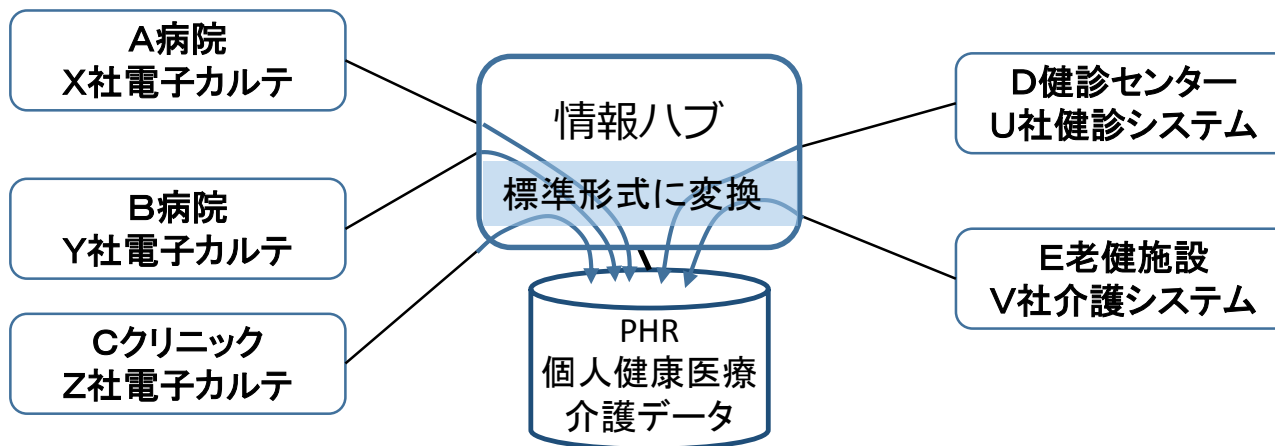 A病院
X社電子カルテ
B病院
Y社電子カルテ
Cクリニック
Z社電子カルテ
情報ハブ
標準形式に変換
PHR
個人健康医療
介護データ
D健診センター
U社健診システム
E老健施設
V社介護システム